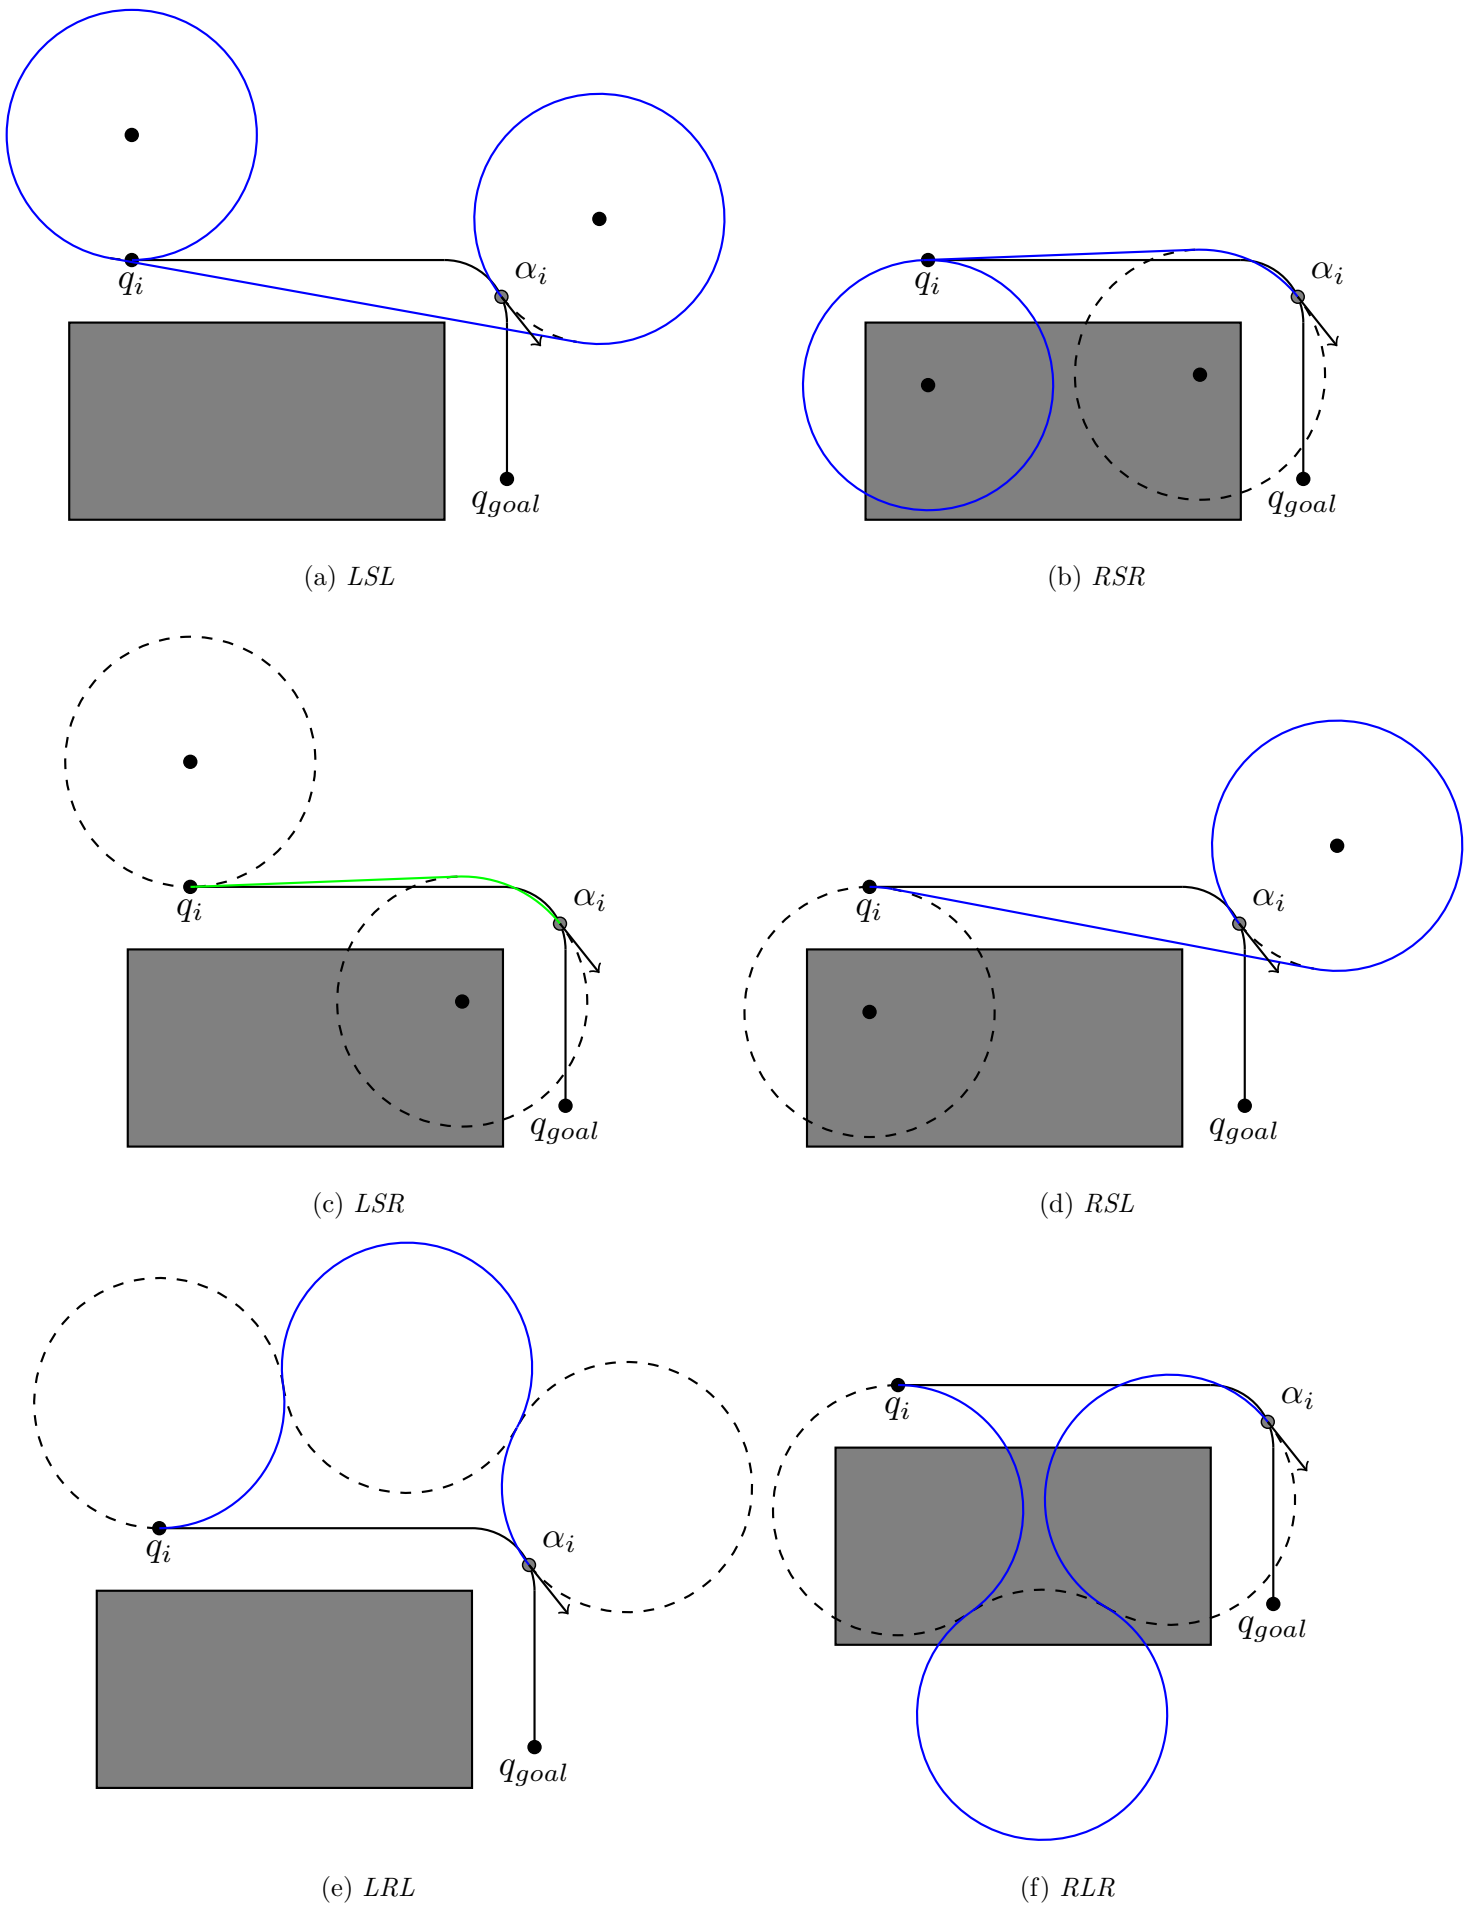 α_i
q_i
q_goal
(a) LSL
α_i
q_i
q_goal
(b) RSR
α_i
q_i
q_goal
(c) LSR
α_i
q_i
q_goal
(d) RSL
α_i
q_i
q_goal
(e) LRL
α_i
q_i
q_goal
(f) RLR